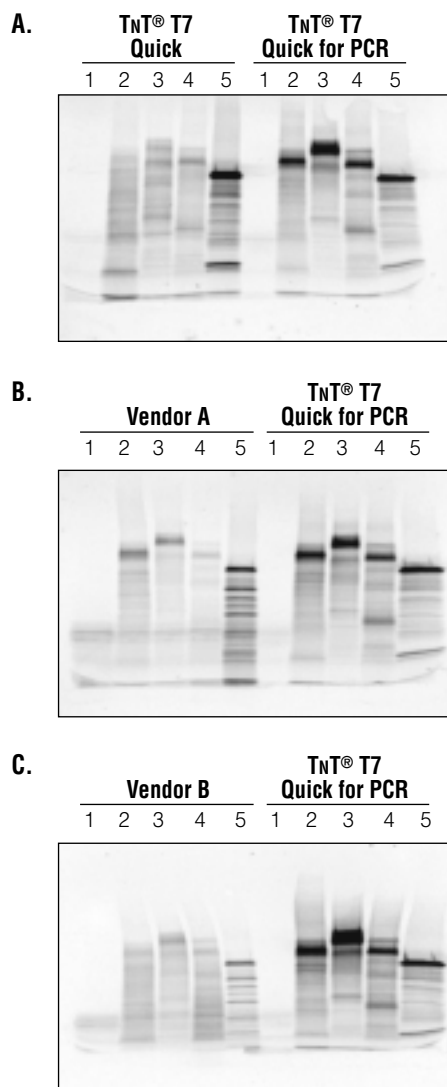 A.
TNT® T7 Quick
TNT® T7 Quick for PCR
1 2 3 4 5 1 2 3 4 5
B.
Vendor A
TNT® T7 Quick for PCR
1 2 3 4 5 1 2 3 4 5
C.
Vendor B
TNT® T7 Quick for PCR
1 2 3 4 5 1 2 3 4 5